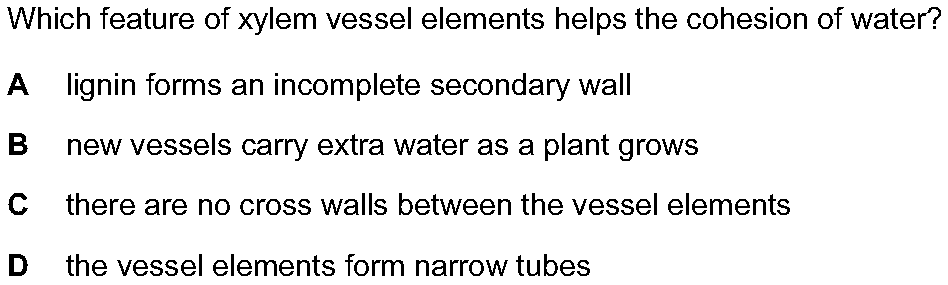 Which feature of xylem vessel elements helps the cohesion of water?
A lignin forms an incomplete secondary wall
B new vessels carry extra water as a plant grows
C there are no cross walls between the vessel elements
D the vessel elements form narrow tubes